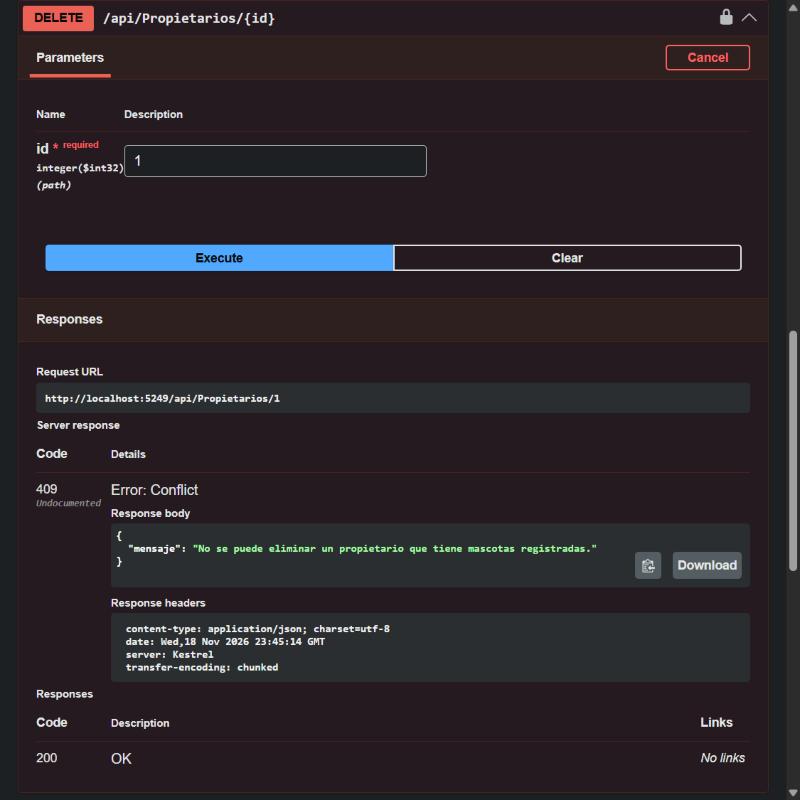 DELETE /api/Propietarios/{id}
Parameters Cancel
Name Description
id * required
integer($int32)
(path)
1
Execute Clear
Responses
Request URL
http://localhost:5249/api/Propietarios/1
Server response
Code Details
409
Undocumented
Error: Conflict
Response body
{
"mensaje": "No se puede eliminar un propietario que tiene mascotas registradas."
}
Download
Response headers
content-type: application/json; charset=utf-8
date: Wed,18 Nov 2026 23:45:14 GMT
server: Kestrel
transfer-encoding: chunked
Responses
Code Description Links
200 OK No links